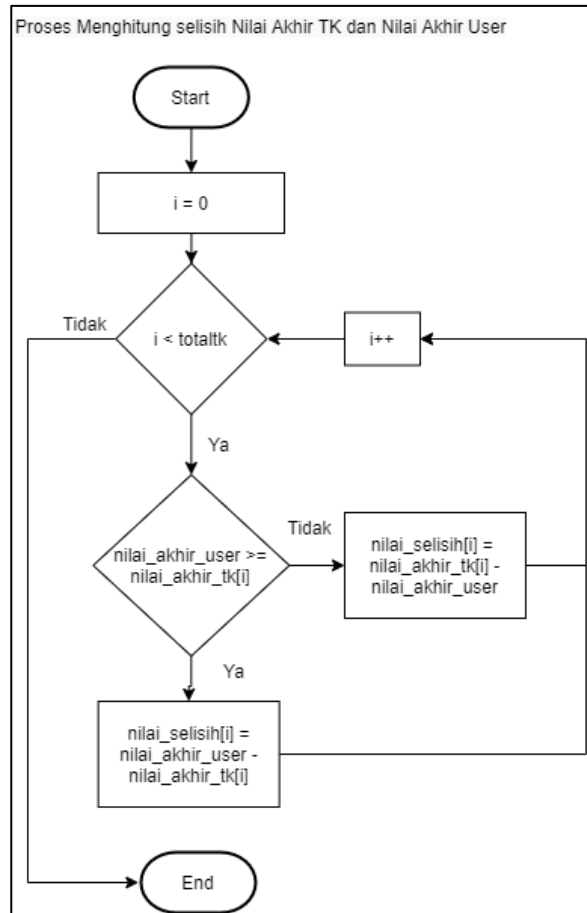 Proses Menghitung selisih Nilai Akhir TK dan Nilai Akhir User
Start
i = 0
Tidak
i < totaltk
i++
Ya
nilai_akhir_user >=
nilai_akhir_tk[i]
Tidak
nilai_selisih[i] =
nilai_akhir_tk[i] -
nilai_akhir_user
Ya
nilai_selisih[i] =
nilai_akhir_user -
nilai_akhir_tk[i]
End